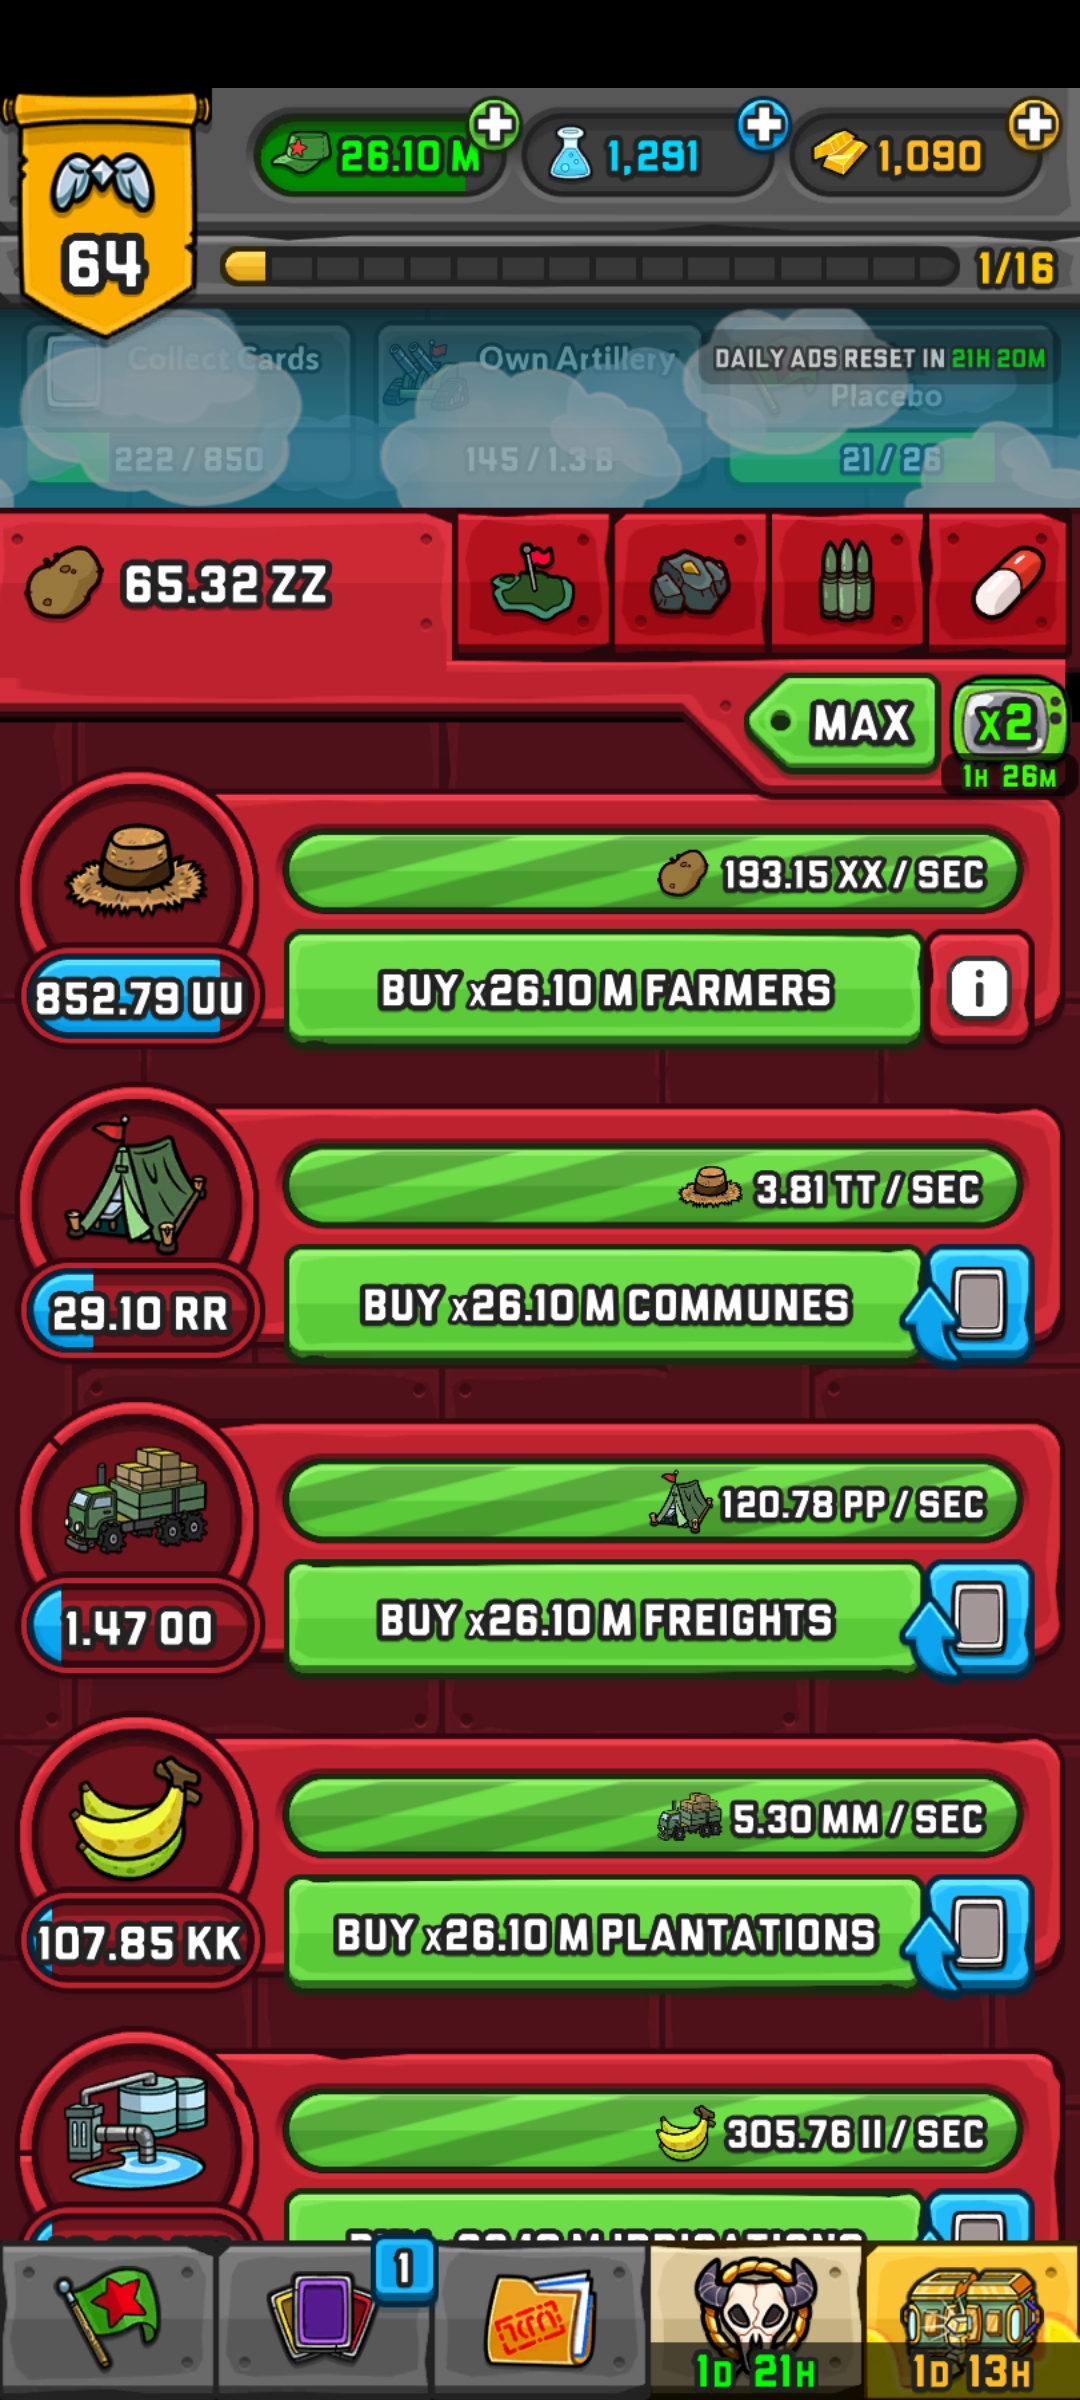 64
26.10 M
1,291
1,090
1/16
Collect Cards
222 / 850
Own Artillery
145 / 1.3 B
DAILY ADS RESET IN 21H 20M
Placebo
21 / 26
65.32 ZZ
MAX
x2
1H 26M
193.15 XX / SEC
852.79 UU
BUY x26.10 M FARMERS
i
3.81 TT / SEC
29.10 RR
BUY x26.10 M COMMUNES
120.78 PP / SEC
1.47 OO
BUY x26.10 M FREIGHTS
5.30 MM / SEC
107.85 KK
BUY x26.10 M PLANTATIONS
305.76 II / SEC
1
1D 21H
1D 13H